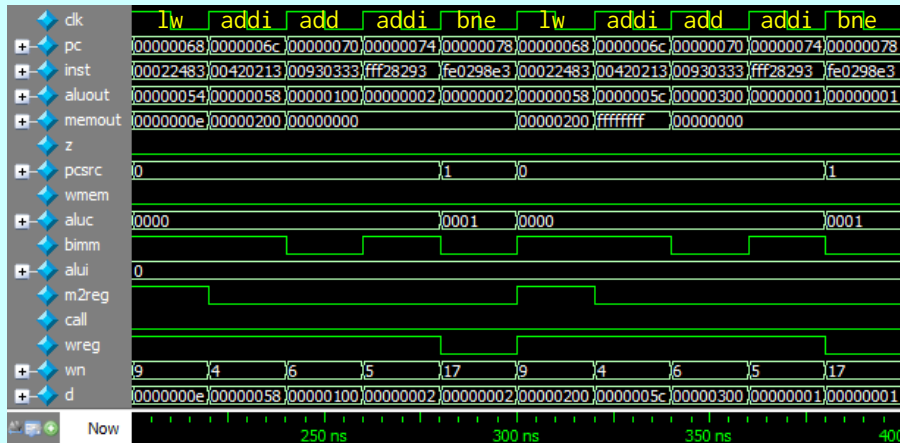 clk lw addi add addi bne lw addi add addi bne
pc 00000068 0000006c 00000070 00000074 00000078 00000068 0000006c 00000070 00000074 00000078
inst 00022483 00420213 00930333 fff28293 fe0298e3 00022483 00420213 00930333 fff28293 fe0298e3
aluout 00000054 00000058 00000100 00000002 00000002 00000058 0000005c 00000300 00000001 00000001
memout 0000000e 00000200 00000000 00000200 ffffffff 00000000
z
pcsrc 0 1 0 1
wmem
aluc 0000 0001 0000 0001
bimm
alui 0
m2reg
call
wreg
wn 9 4 6 5 17 9 4 6 5 17
d 0000000e 00000058 00000100 00000002 00000002 00000200 0000005c 00000300 00000001 00000001
Now 250 ns 300 ns 350 ns 400